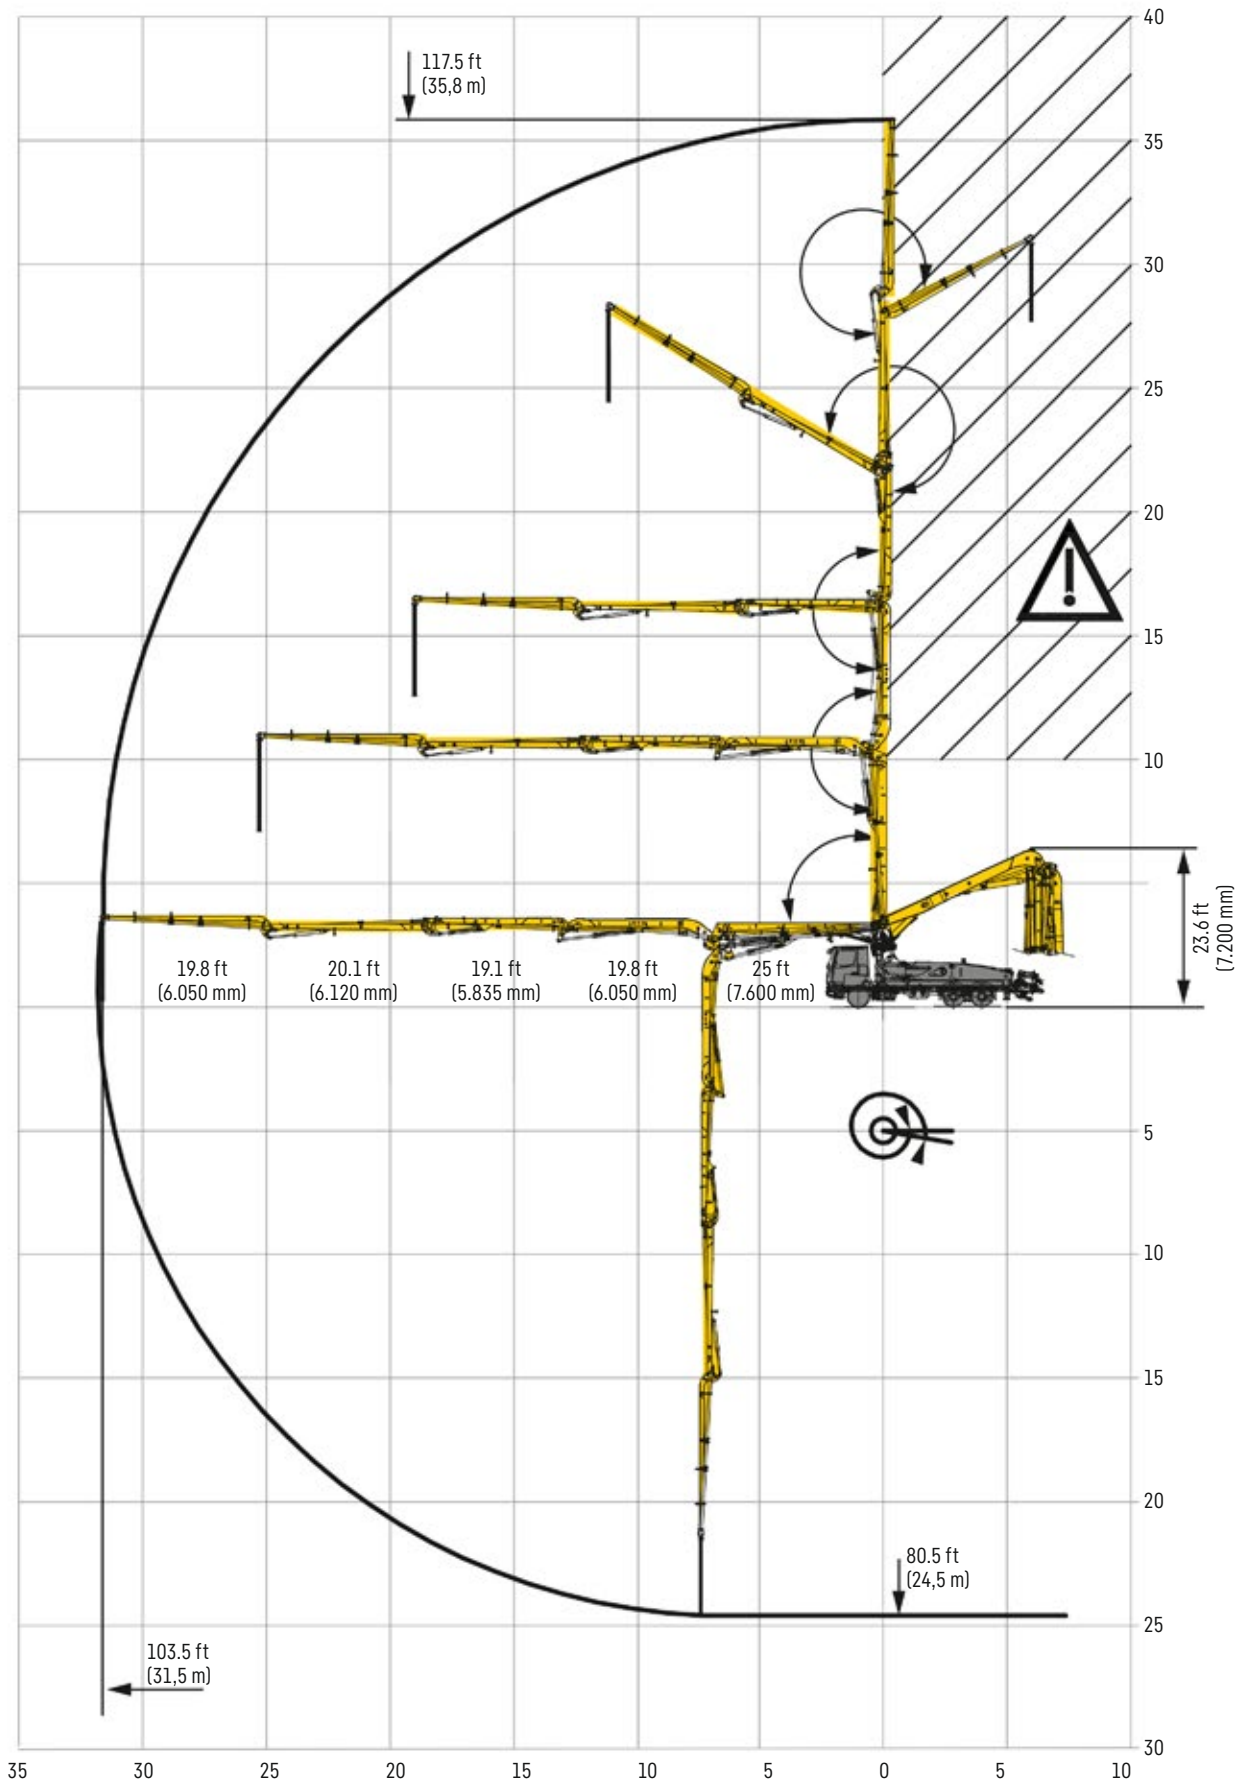 40
117.5 ft
(35,8 m)
35
30
25
20
15
10
23.6 ft
(7.200 mm)
19.8 ft
(6.050 mm)
20.1 ft
(6.120 mm)
19.1 ft
(5.835 mm)
19.8 ft
(6.050 mm)
25 ft
(7.600 mm)
5
10
15
20
80.5 ft
(24,5 m)
25
103.5 ft
(31,5 m)
30
35 30 25 20 15 10 5 0 5 10